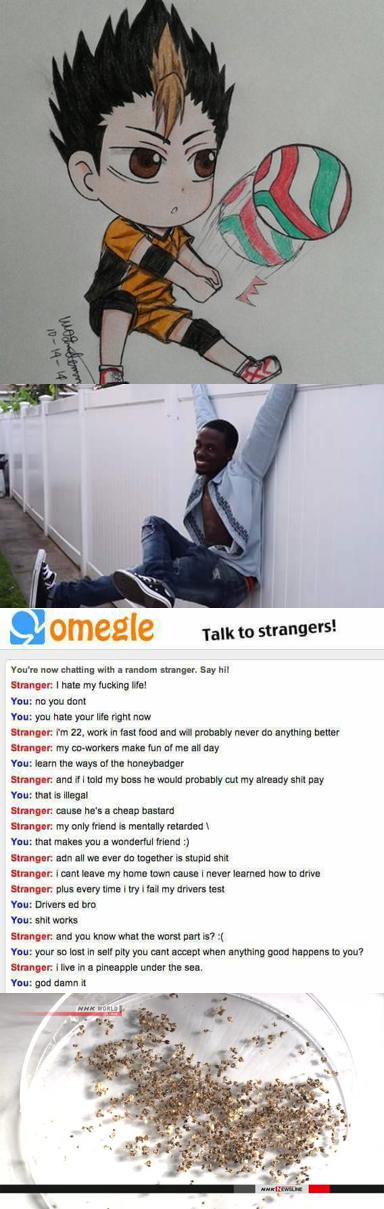 10-19-14
omegle
Talk to strangers!
You're now chatting with a random stranger. Say hi!
Stranger: I hate my fucking life!
You: no you dont
You: you hate your life right now
Stranger: i'm 22, work in fast food and will probably never do anything better
Stranger: my co-workers make fun of me all day
You: learn the ways of the honeybadger
Stranger: and if i told my boss he would probably cut my already shit pay
You: that is illegal
Stranger: cause he's a cheap bastard
Stranger: my only friend is mentally retarded \
You: that makes you a wonderful friend :)
Stranger: adn all we ever do together is stupid shit
Stranger: i cant leave my home town cause i never learned how to drive
Stranger: plus every time i try i fail my drivers test
You: Drivers ed bro
You: shit works
Stranger: and you know what the worst part is? :(
You: your so lost in self pity you cant accept when anything good happens to you?
Stranger: i live in a pineapple under the sea.
You: god damn it
NHK WORLD
NHK NEWSLINE